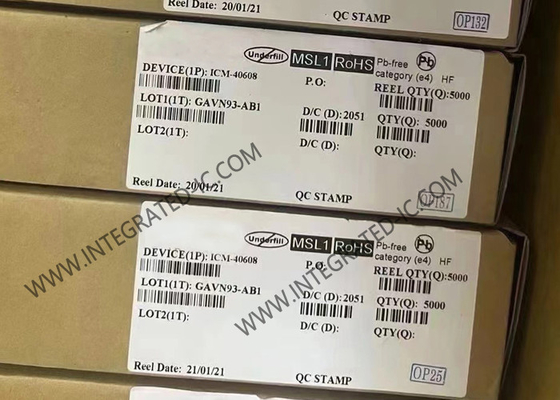 Reel Date: 20/01/21
QC STAMP
OP132
Underfill MSL1 RoHS Pb-free category (e4) Pb HF
DEVICE(1P): ICM-40608
P.O:
REEL QTY(Q):5000
LOT1(1T): GAVN93-AB1
D/C (D): 2051
QTY(Q): 5000
LOT2(1T):
D/C (D):
QTY(Q):
Reel Date: 20/01/21
QC STAMP
OP187
Underfill MSL1 RoHS Pb-free category (e4) Pb HF
DEVICE(1P): ICM-40608
P.O:
REEL QTY(Q):5000
LOT1(1T): GAVN93-AB1
D/C (D): 2051
QTY(Q): 5000
LOT2(1T):
D/C (D):
QTY(Q):
Reel Date: 21/01/21
QC STAMP
OP25
WWW.INTEGRATED-IC.COM
WWW.INTEGRATED-IC.COM